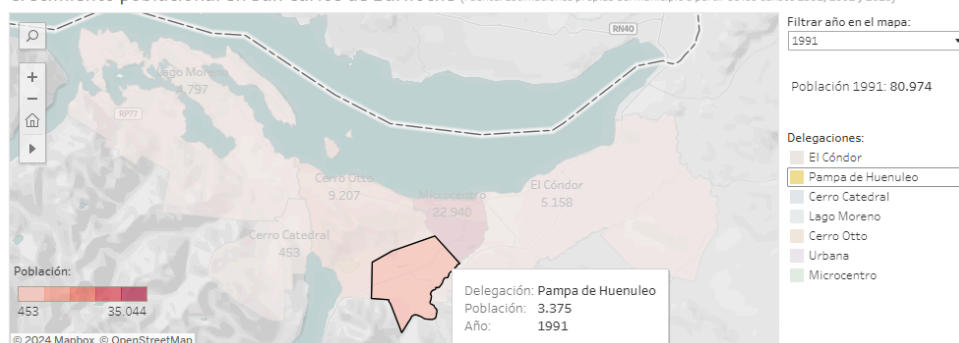 Filtrar año en el mapa:
1991
Población 1991: 80.974
RN40
Lago Moreno
4.797
RP77
Cerro Otto
9.207
Microcentro
22.940
El Cóndor
5.158
Cerro Catedral
453
Delegaciones:
El Cóndor
Pampa de Huenuleo
Cerro Catedral
Lago Moreno
Cerro Otto
Urbana
Microcentro
Población:
453 35.044
Delegación: Pampa de Huenuleo
Población: 3.375
Año: 1991
© 2024 Mapbox © OpenStreetMap